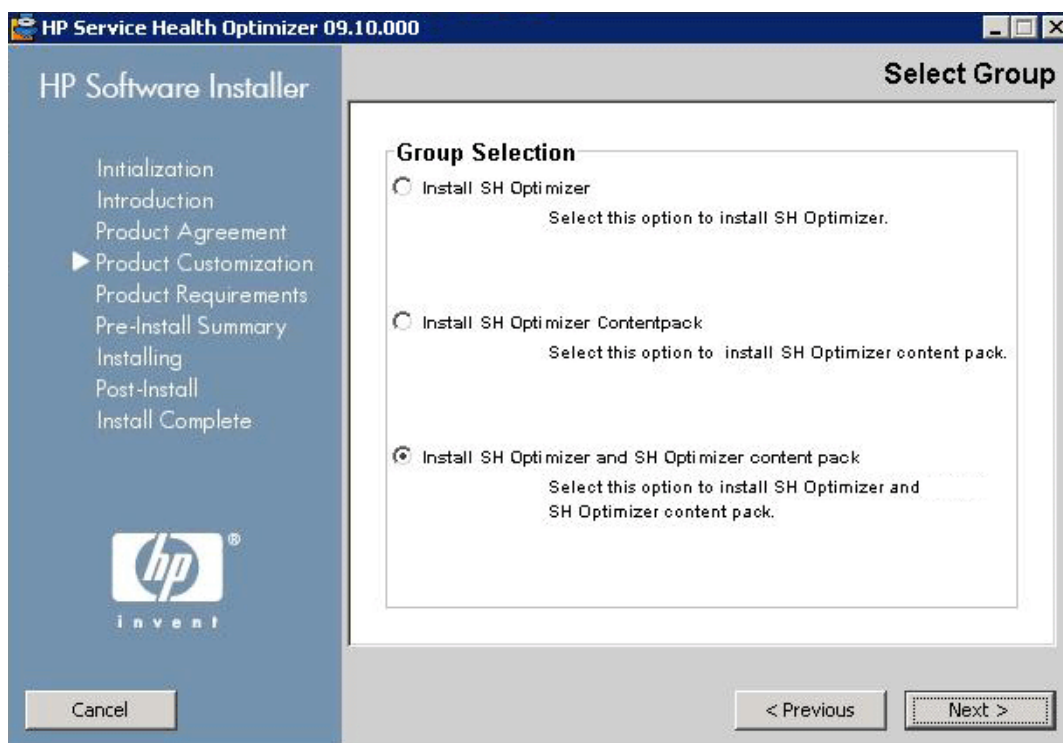 HP Service Health Optimizer 09.10.000
HP Software Installer
Initialization
Introduction
Product Agreement
Product Customization
Product Requirements
Pre-Install Summary
Installing
Post-Install
Install Complete
hp
®
invent
Cancel
Select Group
Group Selection
Install SH Optimizer
Select this option to install SH Optimizer.
Install SH Optimizer Contentpack
Select this option to install SH Optimizer content pack.
Install SH Optimizer and SH Optimizer content pack
Select this option to install SH Optimizer and
SH Optimizer content pack.
< Previous
Next >